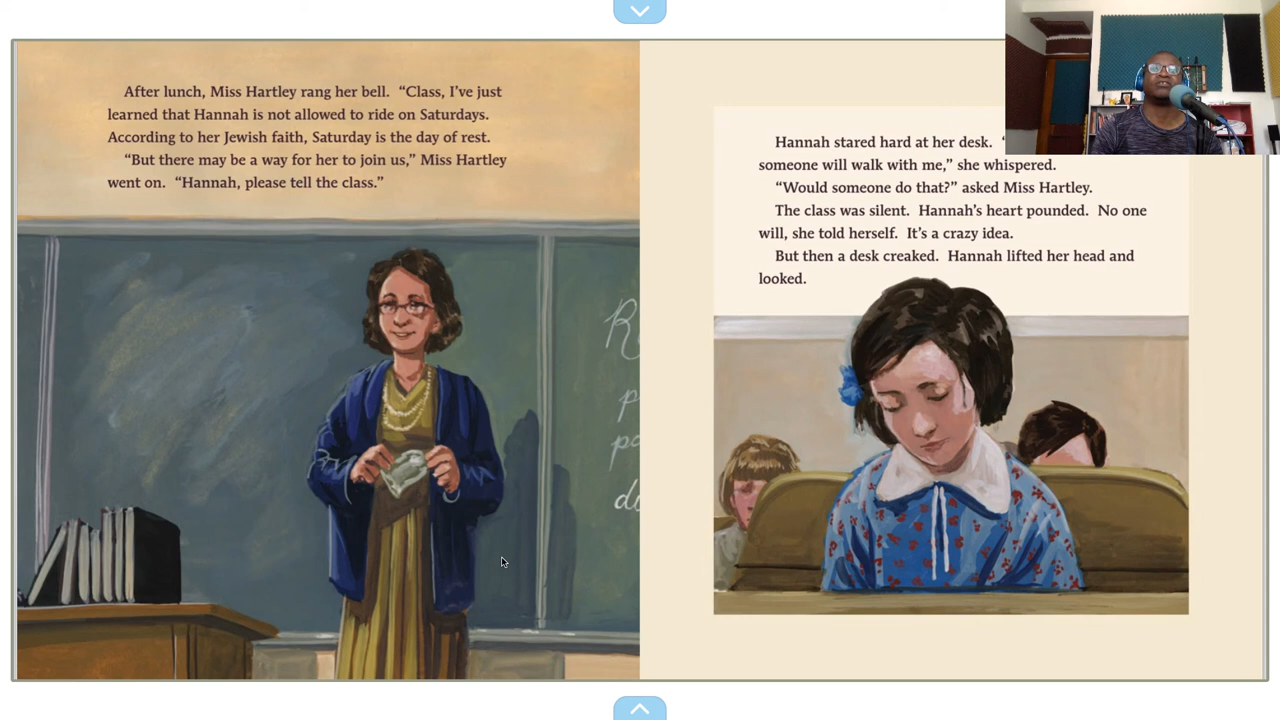 After lunch, Miss Hartley rang her bell.  “Class, I’ve just
learned that Hannah is not allowed to ride on Saturdays.
According to her Jewish faith, Saturday is the day of rest.
“But there may be a way for her to join us,” Miss Hartley
went on.  “Hannah, please tell the class.”
Hannah stared hard at her desk.  “
someone will walk with me,” she whispered.
“Would someone do that?” asked Miss Hartley.
The class was silent.  Hannah’s heart pounded.  No one
will, she told herself.  It’s a crazy idea.
But then a desk creaked.  Hannah lifted her head and
looked.